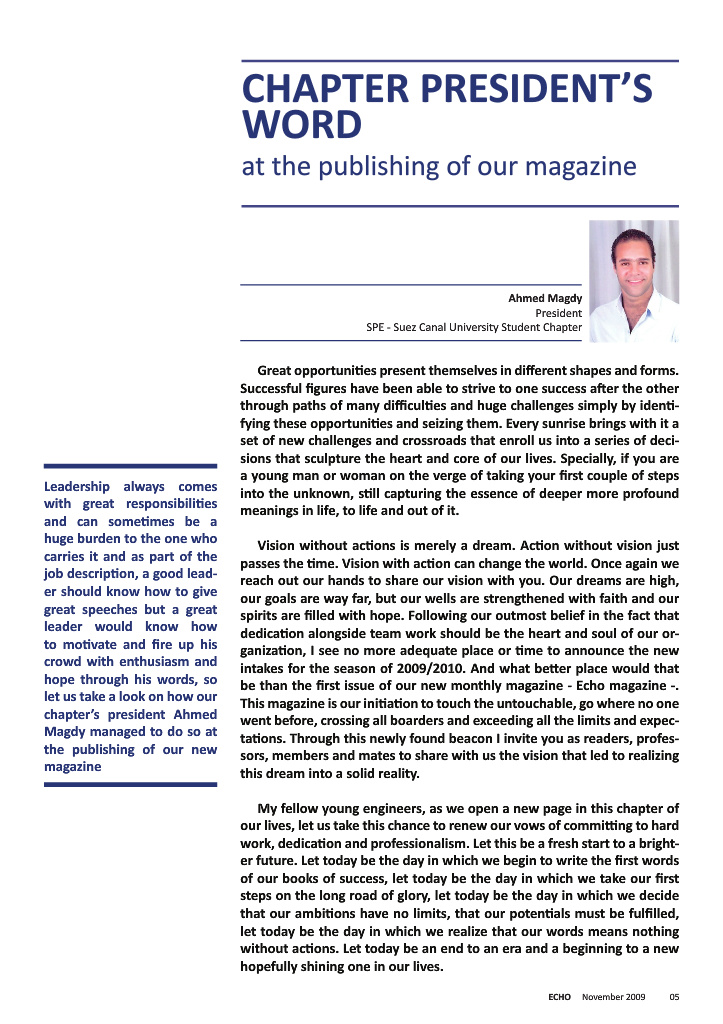 CHAPTER PRESIDENT'S
WORD
at the publishing of our magazine
Ahmed Magdy
President
SPE - Suez Canal University Student Chapter
Leadership always comes
with great responsibilities
and can sometimes be a
huge burden to the one who
carries it and as part of the
job description, a good lead-
er should know how to give
great speeches but a great
leader would know how
to motivate and fire up his
crowd with enthusiasm and
hope through his words, so
let us take a look on how our
chapter's president Ahmed
Magdy managed to do so at
the publishing of our new
magazine
Great opportunities present themselves in different shapes and forms.
Successful figures have been able to strive to one success after the other
through paths of many difficulties and huge challenges simply by identi-
fying these opportunities and seizing them. Every sunrise brings with it a
set of new challenges and crossroads that enroll us into a series of deci-
sions that sculpture the heart and core of our lives. Specially, if you are
a young man or woman on the verge of taking your first couple of steps
into the unknown, still capturing the essence of deeper more profound
meanings in life, to life and out of it.
Vision without actions is merely a dream. Action without vision just
passes the time. Vision with action can change the world. Once again we
reach out our hands to share our vision with you. Our dreams are high,
our goals are way far, but our wells are strengthened with faith and our
spirits are filled with hope. Following our outmost belief in the fact that
dedication alongside team work should be the heart and soul of our or-
ganization, I see no more adequate place or time to announce the new
intakes for the season of 2009/2010. And what better place would that
be than the first issue of our new monthly magazine - Echo magazine -.
This magazine is our initiation to touch the untouchable, go where no one
went before, crossing all boarders and exceeding all the limits and expec-
tations. Through this newly found beacon I invite you as readers, profes-
sors, members and mates to share with us the vision that led to realizing
this dream into a solid reality.
My fellow young engineers, as we open a new page in this chapter of
our lives, let us take this chance to renew our vows of committing to hard
work, dedication and professionalism. Let this be a fresh start to a bright-
er future. Let today be the day in which we begin to write the first words
of our books of success, let today be the day in which we take our first
steps on the long road of glory, let today be the day in which we decide
that our ambitions have no limits, that our potentials must be fulfilled,
let today be the day in which we realize that our words means nothing
without actions. Let today be an end to an era and a beginning to a new
hopefully shining one in our lives.
ECHO November 2009 05